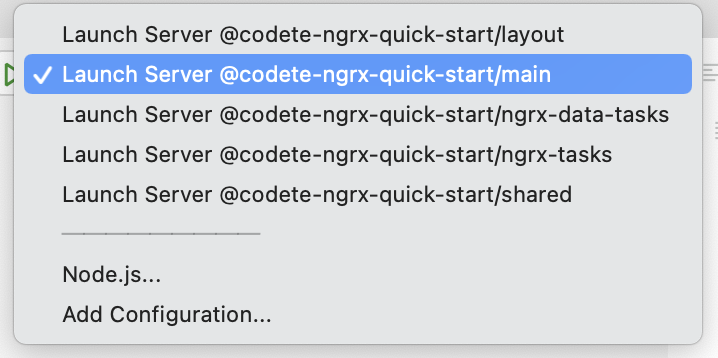 Launch Server @codete-ngrx-quick-start/layout
Launch Server @codete-ngrx-quick-start/main
Launch Server @codete-ngrx-quick-start/ngrx-data-tasks
Launch Server @codete-ngrx-quick-start/ngrx-tasks
Launch Server @codete-ngrx-quick-start/shared
Node.js...
Add Configuration...